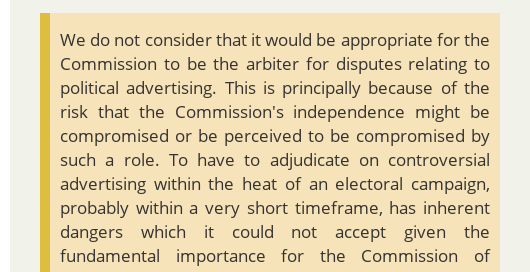 We do not consider that it would be appropriate for the
Commission to be the arbiter for disputes relating to
political advertising. This is principally because of the
risk that the Commission's independence might be
compromised or be perceived to be compromised by
such a role. To have to adjudicate on controversial
advertising within the heat of an electoral campaign,
probably within a very short timeframe, has inherent
dangers which it could not accept given the
fundamental importance for the Commission of